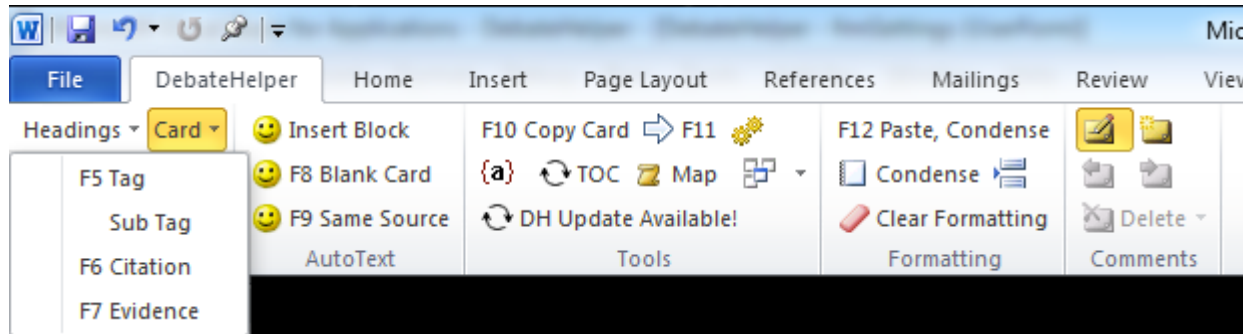 Mic
File DebateHelper Home Insert Page Layout References Mailings Review View
Headings Card Insert Block F10 Copy Card F11 F12 Paste, Condense
F5 Tag F8 Blank Card {a} TOC Map Condense
Sub Tag F9 Same Source DH Update Available! Clear Formatting Delete
F6 Citation AutoText Tools Formatting Comments
F7 Evidence